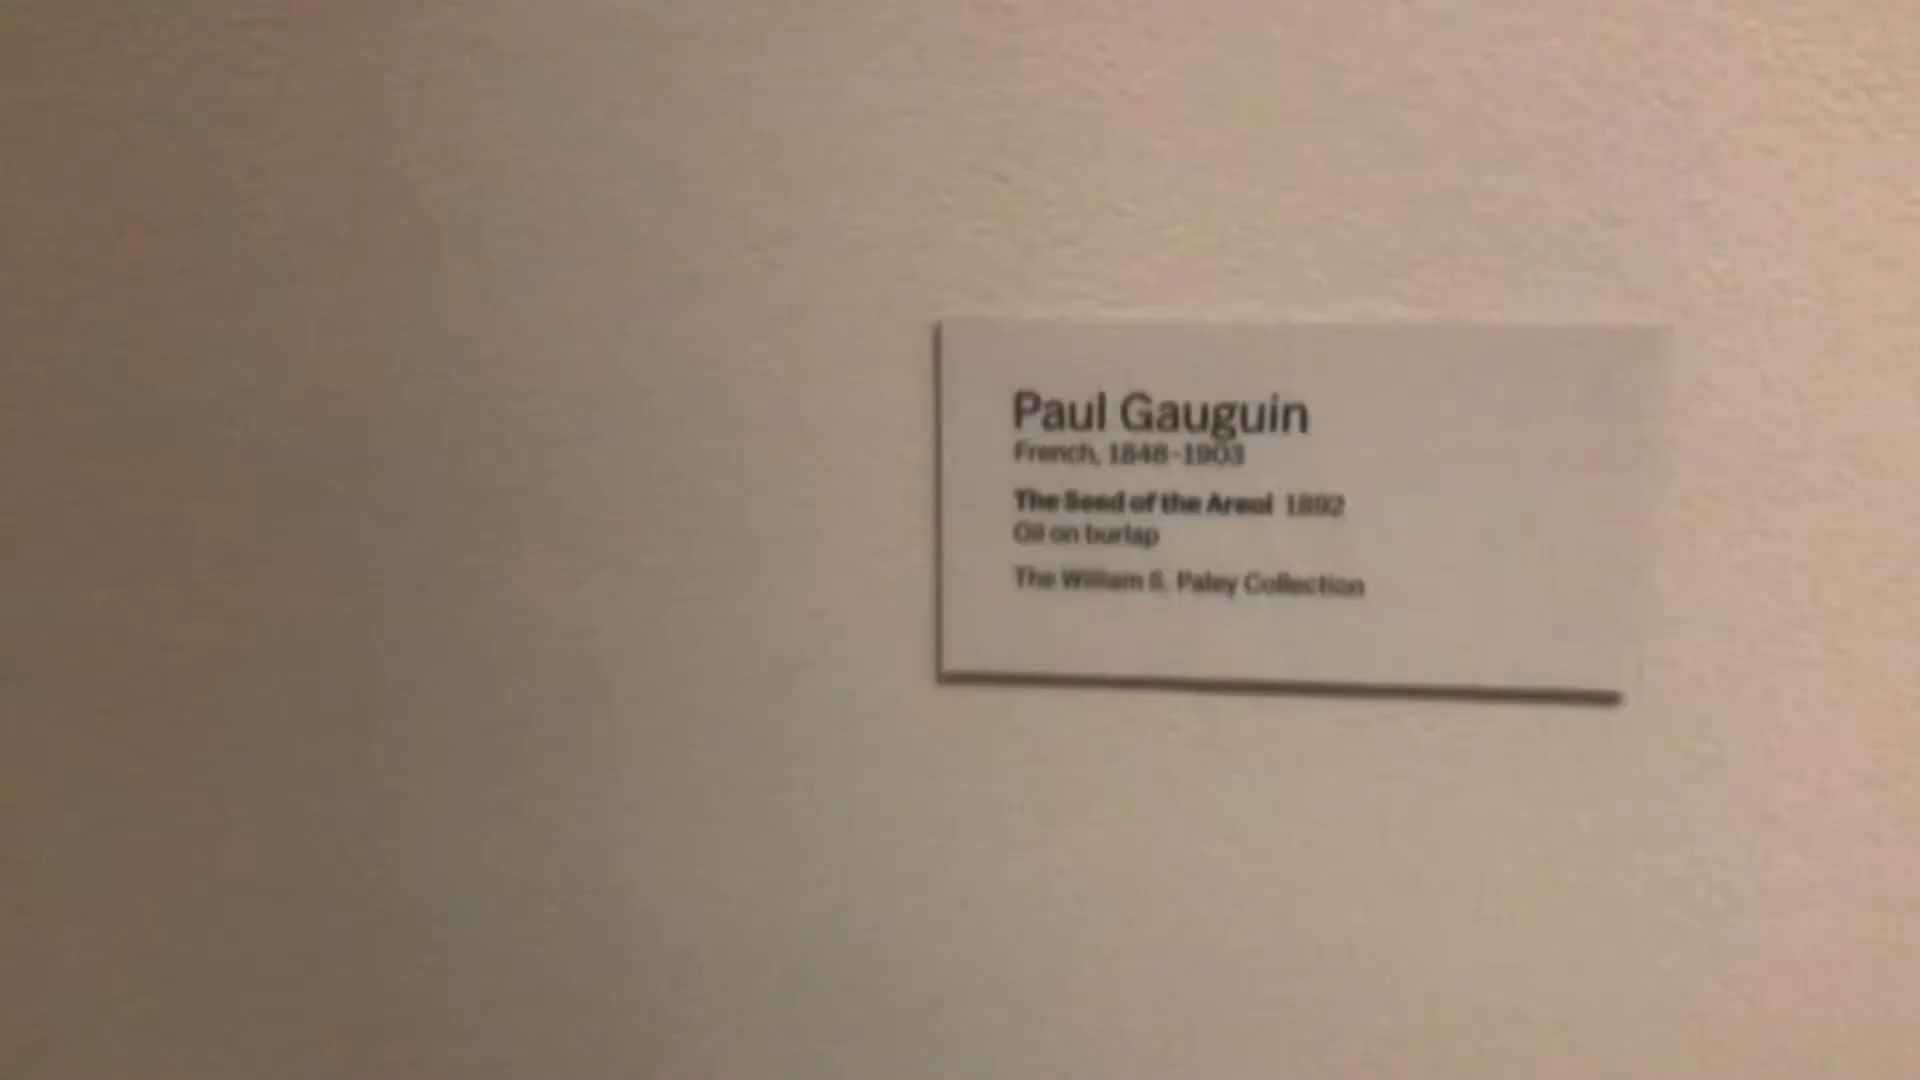 Paul Gauguin
French, 1848-1903
The Seed of the Areoi 1892
Oil on burlap
The William S. Paley Collection